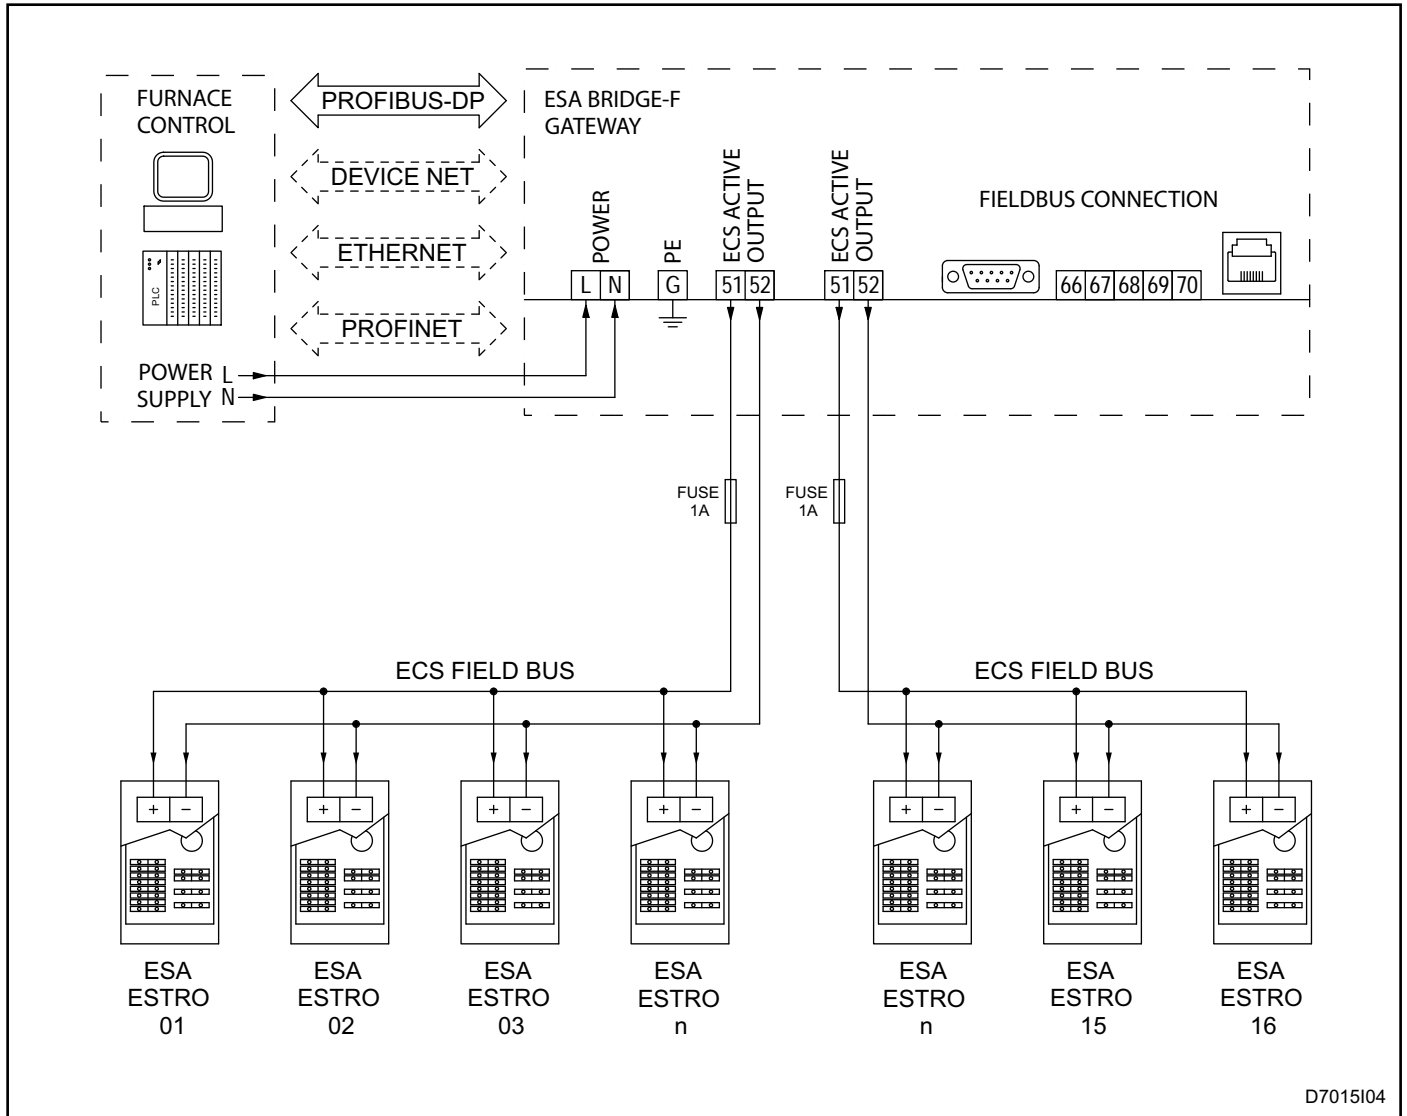 FURNACE
CONTROL
PLC
POWER L
SUPPLY N
PROFIBUS-DP
DEVICE NET
ETHERNET
PROFINET
ESA BRIDGE-F
GATEWAY
POWER
PE
ECS ACTIVE
OUTPUT
ECS ACTIVE
OUTPUT
FIELDBUS CONNECTION
L N G 51 52 51 52 66 67 68 69 70
FUSE
1A
FUSE
1A
ECS FIELD BUS
ECS FIELD BUS
+ − + − + − + − + − + − + −
ESA
ESTRO
01
ESA
ESTRO
02
ESA
ESTRO
03
ESA
ESTRO
n
ESA
ESTRO
n
ESA
ESTRO
15
ESA
ESTRO
16
D7015I04